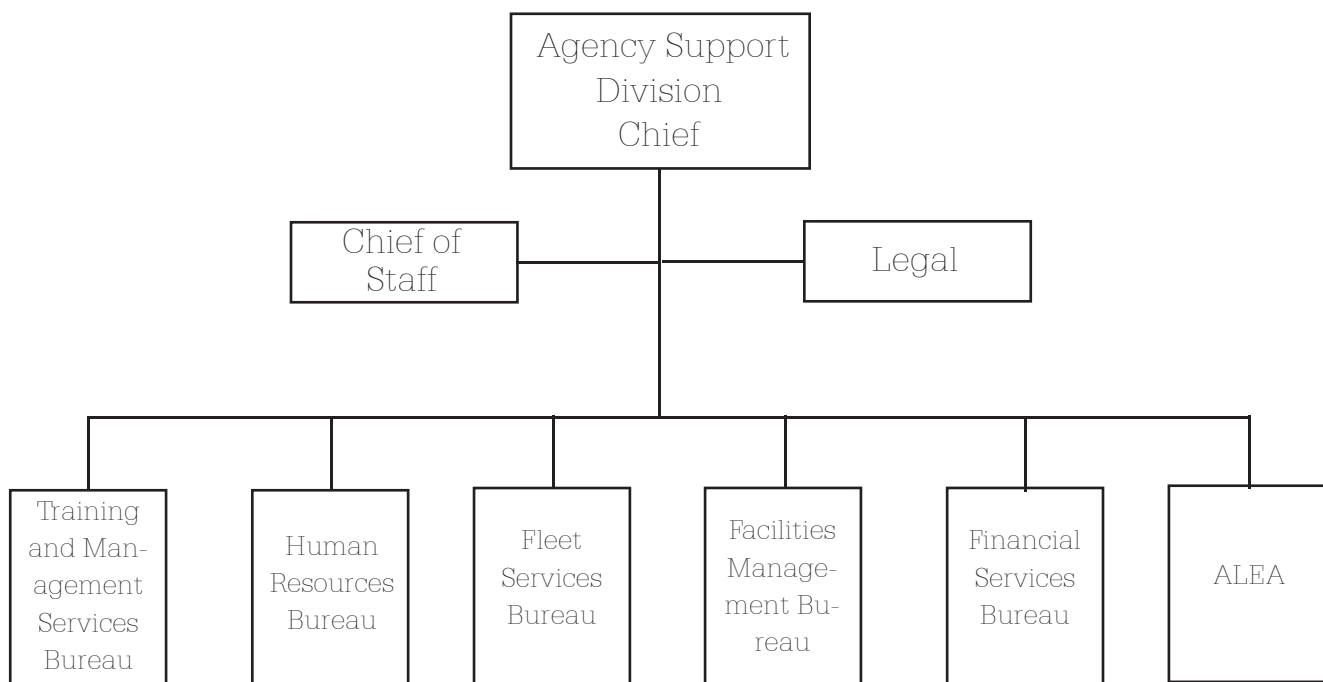 Agency Support
Division
Chief
Chief of
Staff
Legal
Training
and Man-
agement
Services
Bureau
Human
Resources
Bureau
Fleet
Services
Bureau
Facilities
Manage-
ment Bu-
reau
Financial
Services
Bureau
ALEA